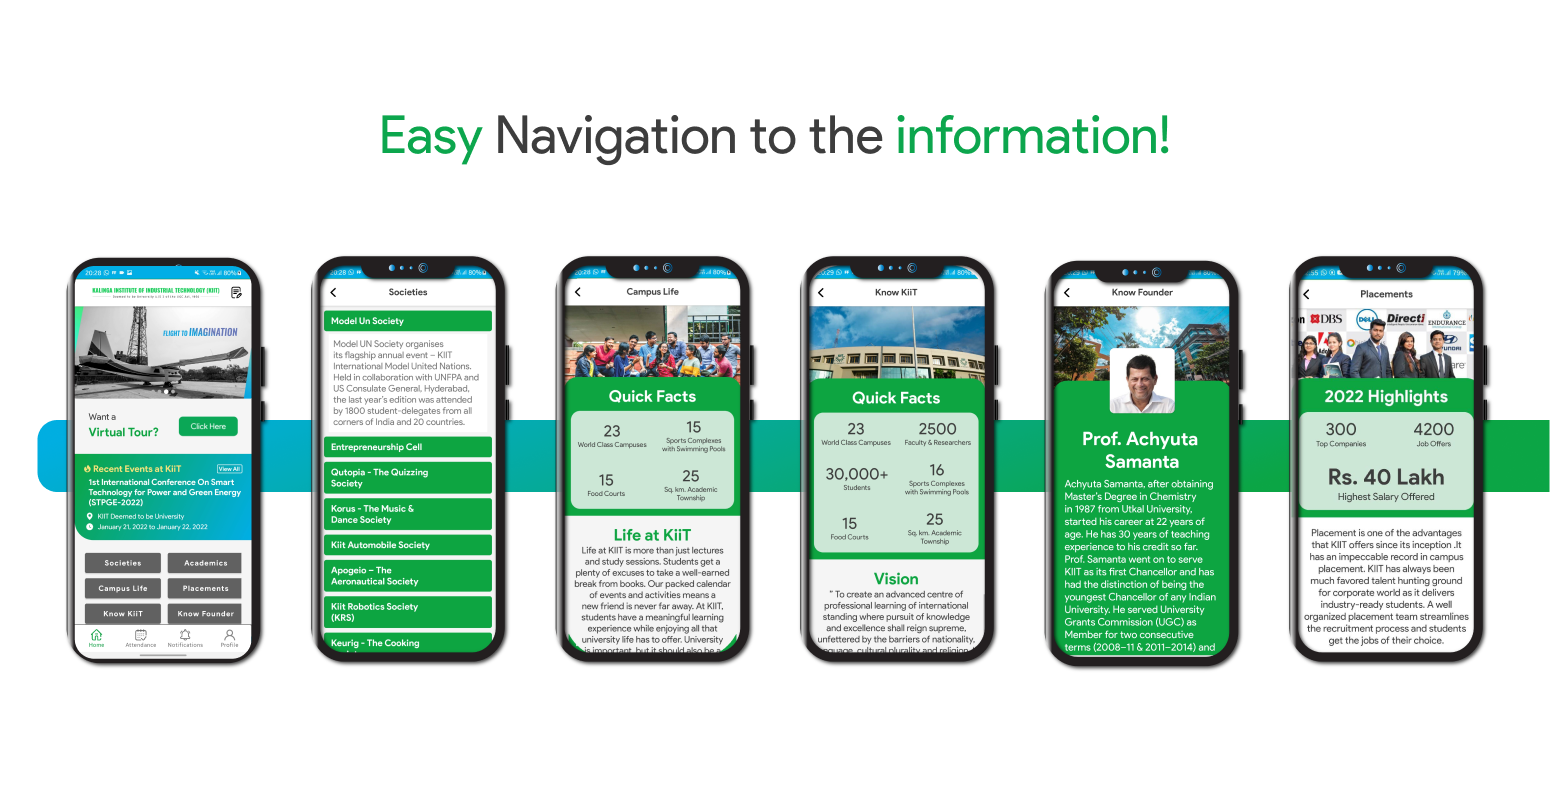 Easy Navigation to the information!
20:28
80%
KALINGA INSTITUTE OF INDUSTRIAL TECHNOLOGY (KIIT)
FLIGHT TO IMAGINATION
Want a
Virtual Tour?
Click Here
Recent Events at KiiT
View All
1st International Conference On Smart
Technology for Power and Green Energy
(STPGE-2022)
KIIT Deemed to be University
January 21, 2022 to January 22, 2022
Societies
Academics
Campus Life
Placements
Know KiiT
Know Founder
Home
Attendance
Notifications
Profile
20:28
80%
Societies
Model Un Society
Model UN Society organises
its flagship annual event – KIIT
International Model United Nations.
Held in collaboration with UNFPA and
US Consulate General, Hyderabad,
the last year's edition was attended
by 1800 student-delegates from all
corners of India and 20 countries.
Entrepreneurship Cell
Qutopia - The Quizzing
Society
Korus - The Music &
Dance Society
Kiit Automobile Society
Apogeio – The
Aeronautical Society
Kiit Robotics Society
(KRS)
Keurig - The Cooking
20:28
80%
Campus Life
Quick Facts
23
World Class Campuses
15
Sports Complexes
with Swimming Pools
15
Food Courts
25
Sq. km. Academic
Township
Life at KiiT
Life at KIIT is more than just lectures
and study sessions. Students get a
plenty of excuses to take a well-earned
break from books. Our packed calendar
of events and activities means a
new friend is never far away. At KIIT,
students have a meaningful learning
experience while enjoying all that
university life has to offer. University
is important, but it should also be a
:29
80%
Know KiiT
Quick Facts
23
World Class Campuses
2500
Faculty & Researchers
30,000+
Students
16
Sports Complexes
with Swimming Pools
15
Food Courts
25
Sq. km. Academic
Township
Vision
" To create an advanced centre of
professional learning of international
standing where pursuit of knowledge
and excellence shall reign supreme,
unfettered by the barriers of nationality,
language, cultural plurality and religion.
:29
80%
Know Founder
Prof. Achyuta
Samanta
Achyuta Samanta, after obtaining
Master's Degree in Chemistry
in 1987 from Utkal University,
started his career at 22 years of
age. He has 30 years of teaching
experience to his credit so far.
Prof. Samanta went on to serve
KIIT as its first Chancellor and has
had the distinction of being the
youngest Chancellor of any Indian
University. He served University
Grants Commission (UGC) as
Member for two consecutive
terms (2008–11 & 2011–2014) and
:55
79%
Placements
DBS
DELL
Directi
ENDURANCE
2022 Highlights
300
Top Companies
4200
Job Offers
Rs. 40 Lakh
Highest Salary Offered
Placement is one of the advantages
that KIIT offers since its inception .It
has an impeccable record in campus
placement. KIIT has always been
much favored talent hunting ground
for corporate world as it delivers
industry-ready students. A well
organized placement team streamlines
the recruitment process and students
get the jobs of their choice.